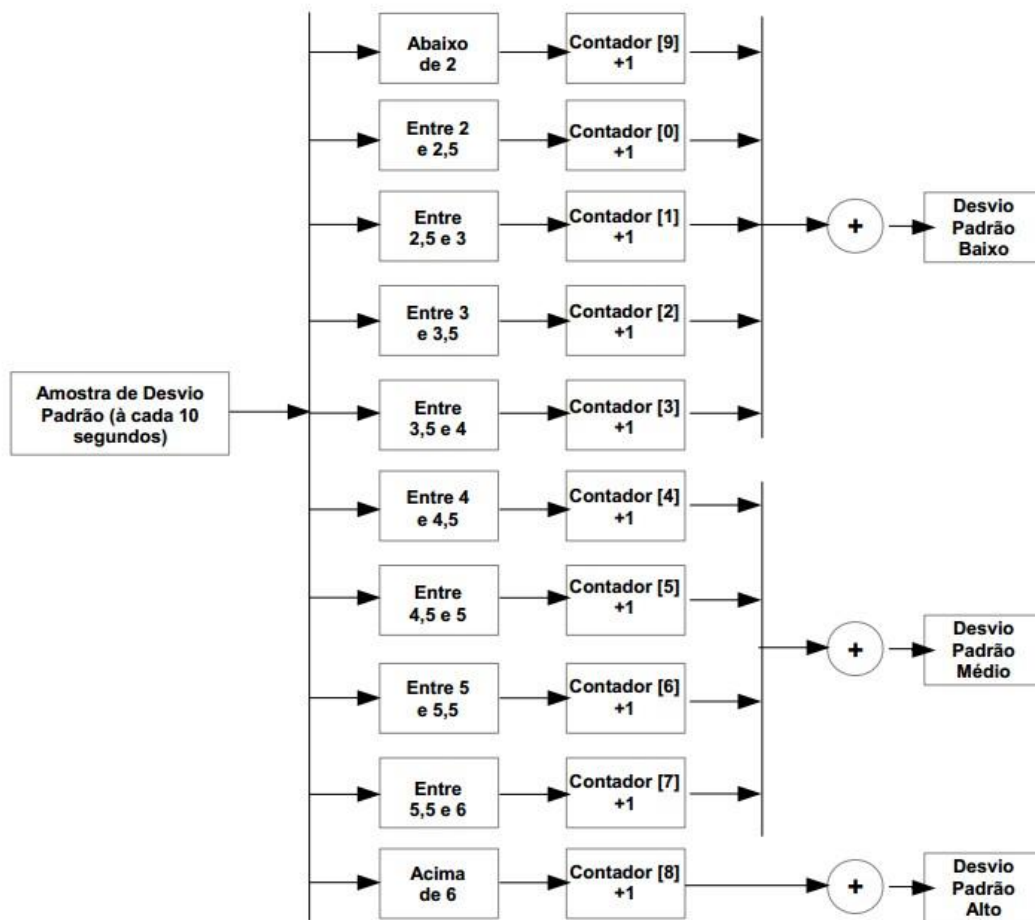 Abaixo
de 2
Contador [9]
+1
Entre 2
e 2,5
Contador [0]
+1
Entre
2,5 e 3
Contador [1]
+1
+
Desvio
Padrão
Baixo
Entre 3
e 3,5
Contador [2]
+1
Amostra de Desvio
Padrão (à cada 10
segundos)
Entre
3,5 e 4
Contador [3]
+1
Entre 4
e 4,5
Contador [4]
+1
Entre
4,5 e 5
Contador [5]
+1
+
Desvio
Padrão
Médio
Entre 5
e 5,5
Contador [6]
+1
Entre
5,5 e 6
Contador [7]
+1
Acima
de 6
Contador [8]
+1
+
Desvio
Padrão
Alto